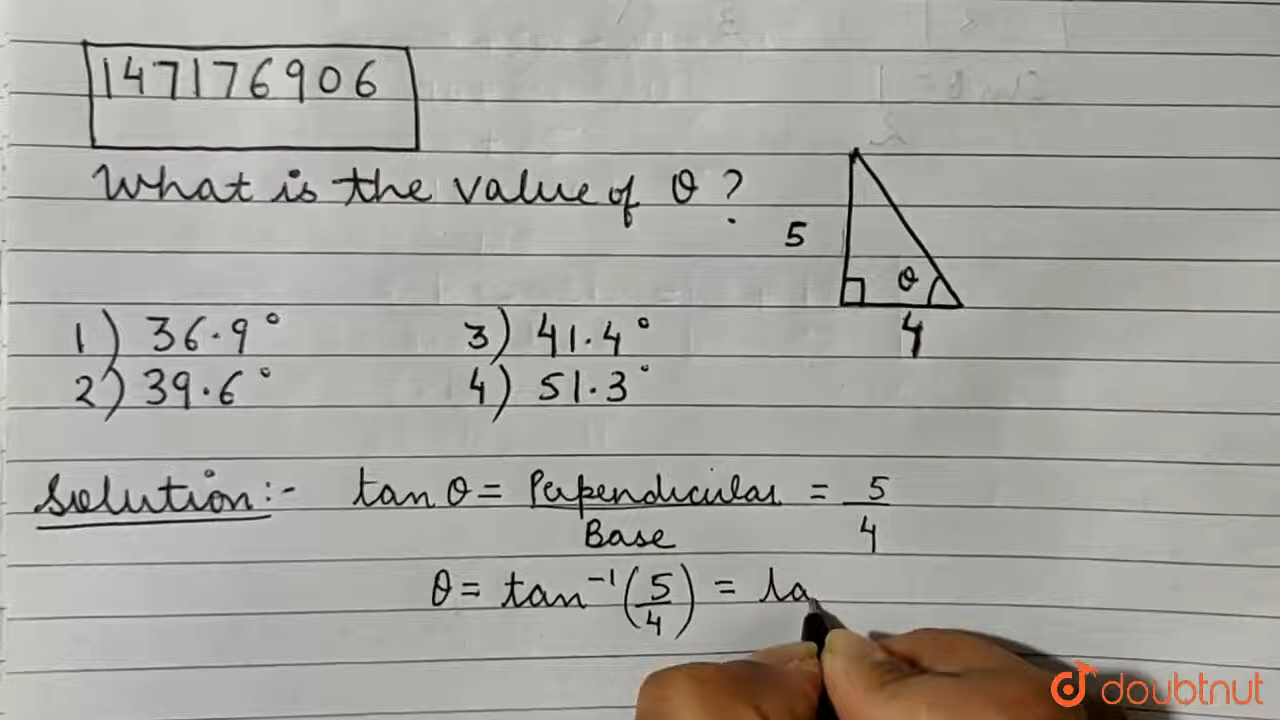 147176906
What is the value of θ ?
5
θ
4
1) 36.9° 3) 41.4°
2) 39.6° 4) 51.3°
Solution:- tan θ = Perpendicular = 5
Base 4
θ = tan⁻¹(5/4) =
doubtnut